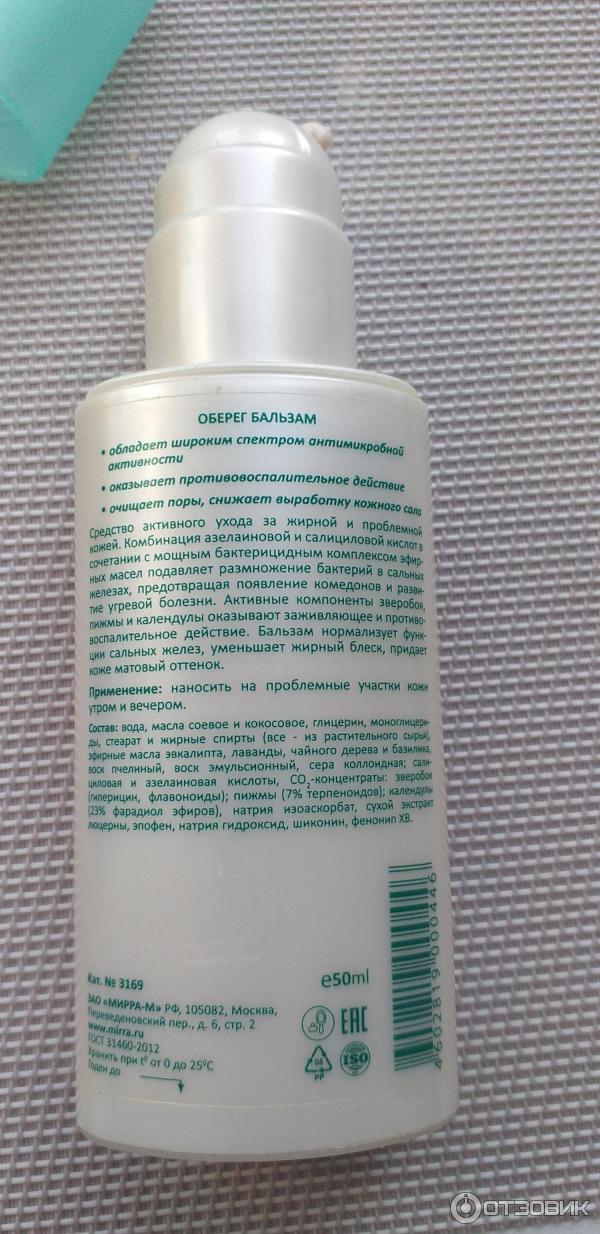 ОБЕРЕГ БАЛЬЗАМ
• обладает широким спектром антимикробной
активности
• оказывает противовоспалительное действие
• очищает поры, снижает выработку кожного сала
Средство активного ухода за жирной и проблемной
кожей. Комбинация азелаиновой и салициловой кислот в
сочетании с мощным бактерицидным комплексом эфир-
ных масел подавляет размножение бактерий в сальных
железах, предотвращая появление комедонов и разви-
тие угревой болезни. Активные компоненты зверобоя,
пижмы и календулы оказывают заживляющее и противо-
воспалительное действие. Бальзам нормализует функ-
ции сальных желез, уменьшает жирный блеск, придает
коже матовый оттенок.
Применение: наносить на проблемные участки кожи
утром и вечером.
Состав: вода, масла соевое и кокосовое, глицерин, моноглицери-
ды, стеарат и жирные спирты (все - из растительного сырья),
эфирные масла эвкалипта, лаванды, чайного дерева и базилика,
воск пчелиный, воск эмульсионный, сера коллоидная; сали-
циловая и азелаиновая кислоты, CO2-концентраты: зверобоя
(гиперицин, флавоноиды); пижмы (7% терпеноидов); календулы
(23% фарадиол эфиров), натрия изоаскорбат, сухой экстракт
люцерны, эпофен, натрия гидроксид, шиконин, фенонип ХВ.
Кат. № 3169
℮50ml
ЗАО «МИРРА-М» РФ, 105082, Москва,
Переведеновский пер., д. 6, стр. 2
www.mirra.ru
ГОСТ 31460-2012
Хранить при t° от 0 до 25°С
Годен до
EAC
05
PP
ISO
4602819000446
ОТЗОВИК